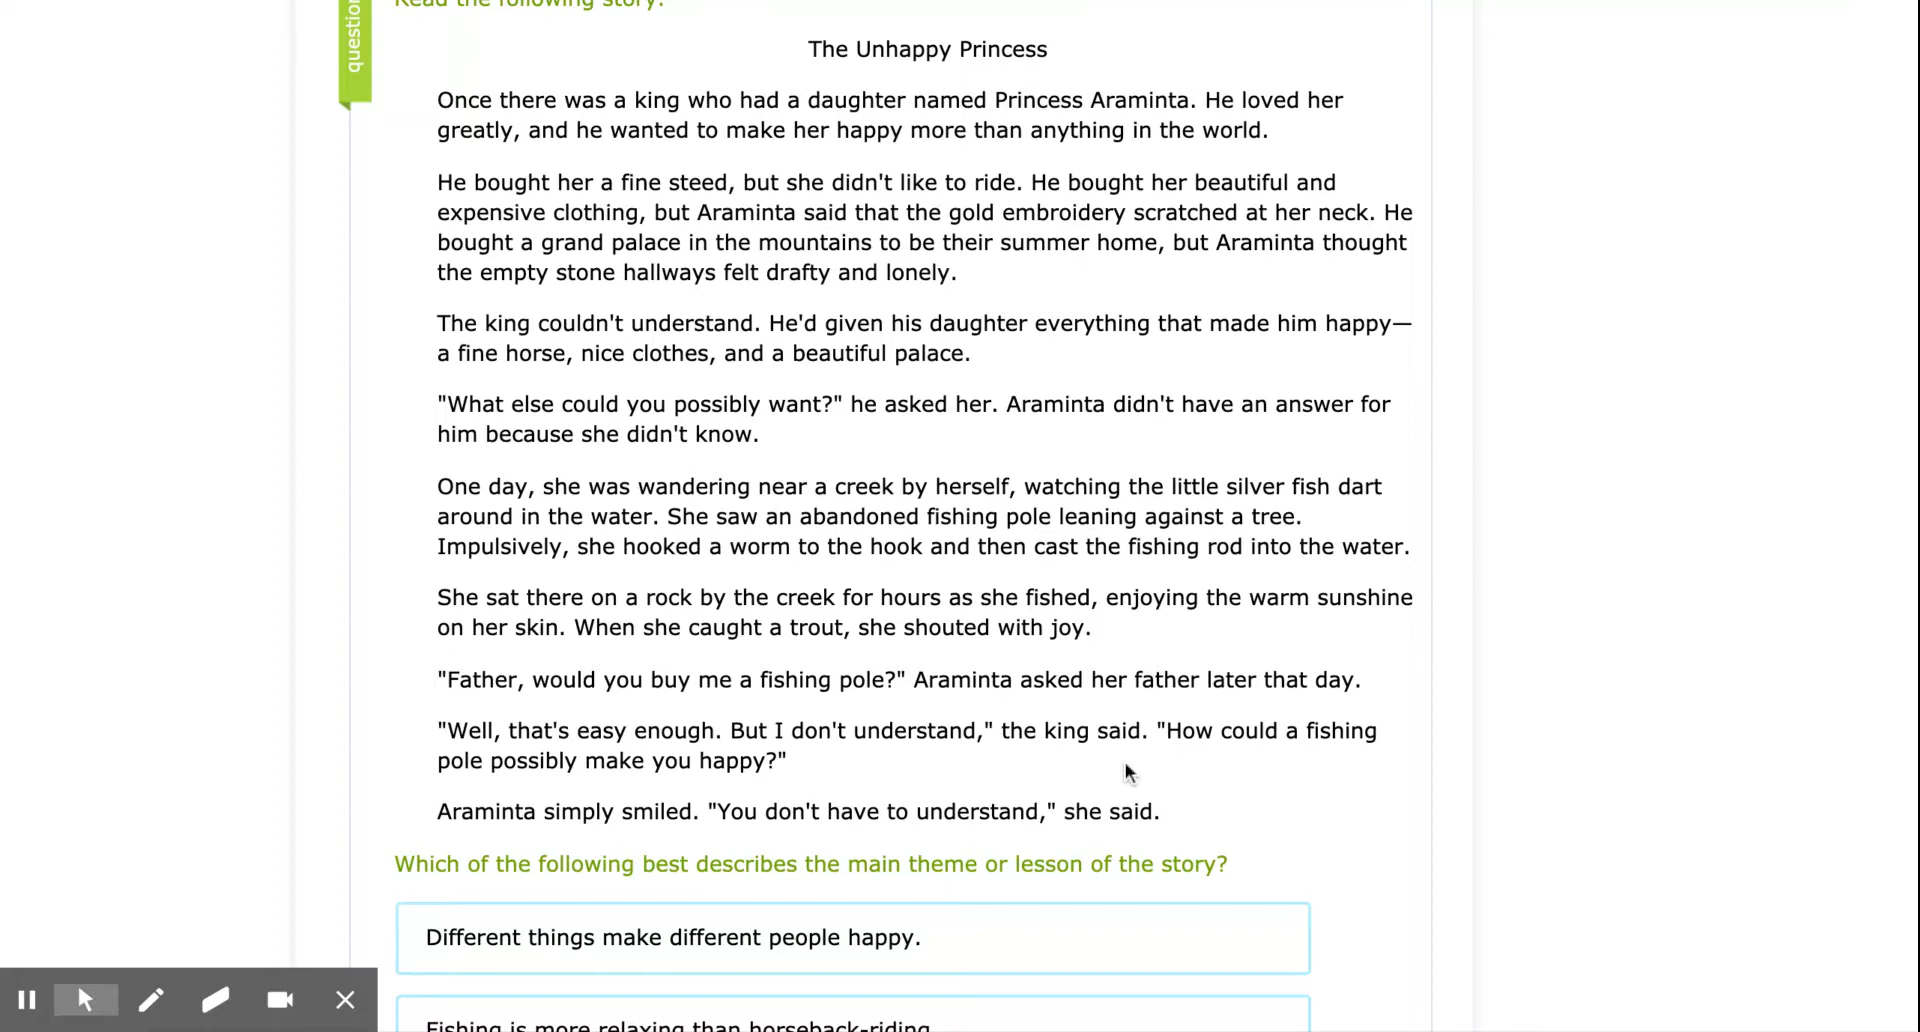 Read the following story.
question
The Unhappy Princess
Once there was a king who had a daughter named Princess Araminta. He loved her
greatly, and he wanted to make her happy more than anything in the world.
He bought her a fine steed, but she didn't like to ride. He bought her beautiful and
expensive clothing, but Araminta said that the gold embroidery scratched at her neck. He
bought a grand palace in the mountains to be their summer home, but Araminta thought
the empty stone hallways felt drafty and lonely.
The king couldn't understand. He'd given his daughter everything that made him happy—
a fine horse, nice clothes, and a beautiful palace.
"What else could you possibly want?" he asked her. Araminta didn't have an answer for
him because she didn't know.
One day, she was wandering near a creek by herself, watching the little silver fish dart
around in the water. She saw an abandoned fishing pole leaning against a tree.
Impulsively, she hooked a worm to the hook and then cast the fishing rod into the water.
She sat there on a rock by the creek for hours as she fished, enjoying the warm sunshine
on her skin. When she caught a trout, she shouted with joy.
"Father, would you buy me a fishing pole?" Araminta asked her father later that day.
"Well, that's easy enough. But I don't understand," the king said. "How could a fishing
pole possibly make you happy?"
Araminta simply smiled. "You don't have to understand," she said.
Which of the following best describes the main theme or lesson of the story?
Different things make different people happy.
Fishing is more relaxing than horseback-riding.